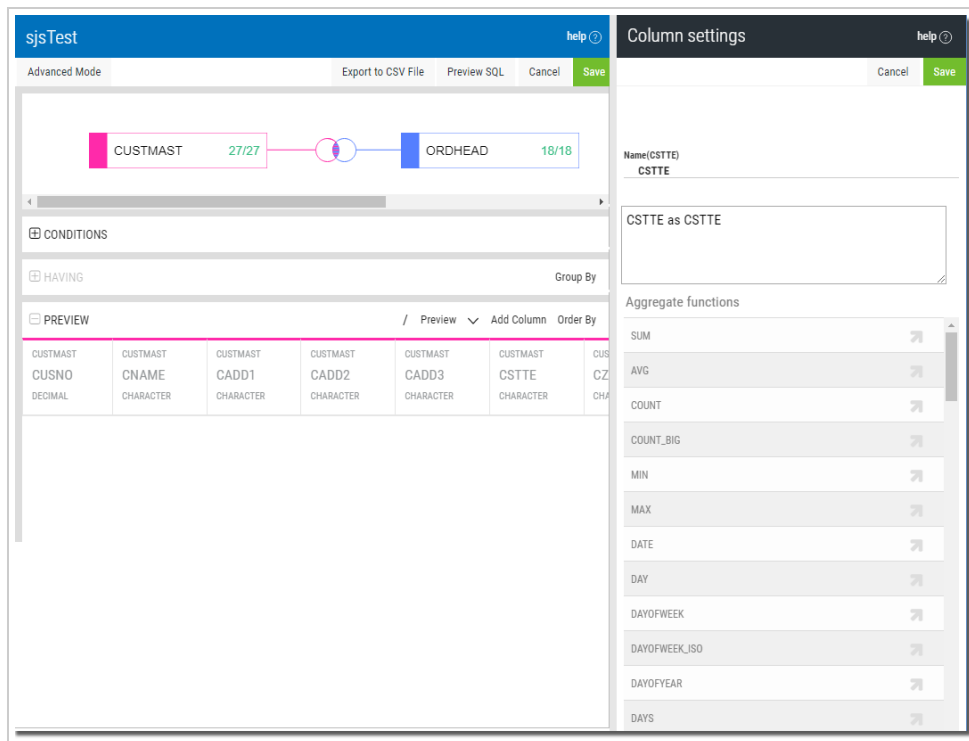 sjsTest help ?
Advanced Mode Export to CSV File Preview SQL Cancel Save
CUSTMAST 27/27 ORDHEAD 18/18
CONDITIONS
HAVING Group By
PREVIEW / Preview Add Column Order By
CUSTMAST CUSTMAST CUSTMAST CUSTMAST CUSTMAST CUSTMAST CUS
CUSNO CNAME CADD1 CADD2 CADD3 CSTTE CZ
DECIMAL CHARACTER CHARACTER CHARACTER CHARACTER CHARACTER CHA
Column settings help ?
Cancel Save
Name(CSTTE)
CSTTE
CSTTE as CSTTE
Aggregate functions
SUM
AVG
COUNT
COUNT_BIG
MIN
MAX
DATE
DAY
DAYOFWEEK
DAYOFWEEK_ISO
DAYOFYEAR
DAYS